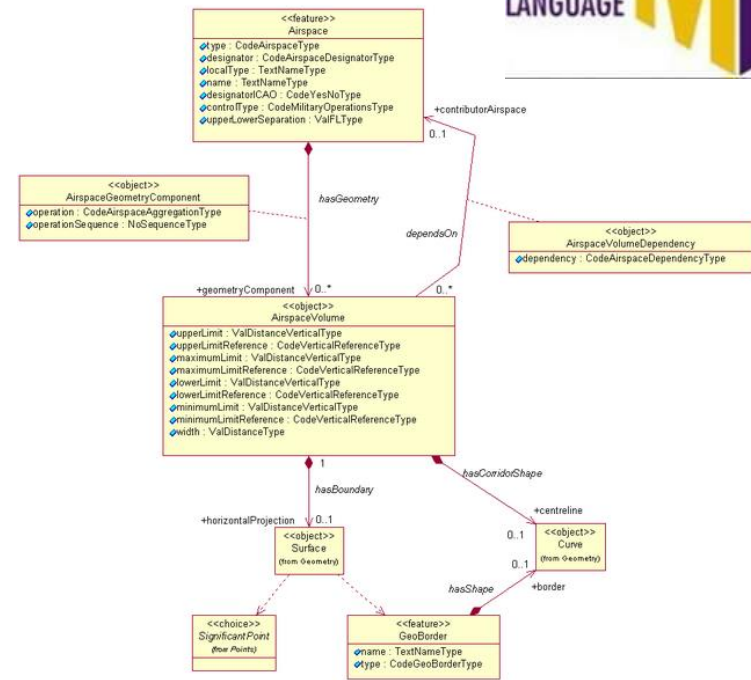 LANGUAGE
<<feature>>
Airspace
type : CodeAirspaceType
designator : CodeAirspaceDesignatorType
localType : TextNameType
name : TextNameType
designatorICAO : CodeYesNoType
controlType : CodeMilitaryOperationsType
upperLowerSeparation : ValFLType
+contributorAirspace
0..1
<<object>>
AirspaceGeometryComponent
operation : CodeAirspaceAggregationType
operationSequence : NoSequenceType
hasGeometry
dependsOn
<<object>>
AirspaceVolumeDependency
dependency : CodeAirspaceDependencyType
+geometryComponent 0..*
0..*
<<object>>
AirspaceVolume
upperLimit : ValDistanceVerticalType
upperLimitReference : CodeVerticalReferenceType
maximumLimit : ValDistanceVerticalType
maximumLimitReference : CodeVerticalReferenceType
lowerLimit : ValDistanceVerticalType
lowerLimitReference : CodeVerticalReferenceType
minimumLimit : ValDistanceVerticalType
minimumLimitReference : CodeVerticalReferenceType
width : ValDistanceType
1
hasBoundary
hasCorridorShape
+horizontalProjection 0..1
+centreline
0..1
<<object>>
Surface
(from Geometry)
<<object>>
Curve
(from Geometry)
0..1
hasShape
+border
<<choice>>
SignificantPoint
(from Points)
<<feature>>
GeoBorder
name : TextNameType
type : CodeGeoBorderType